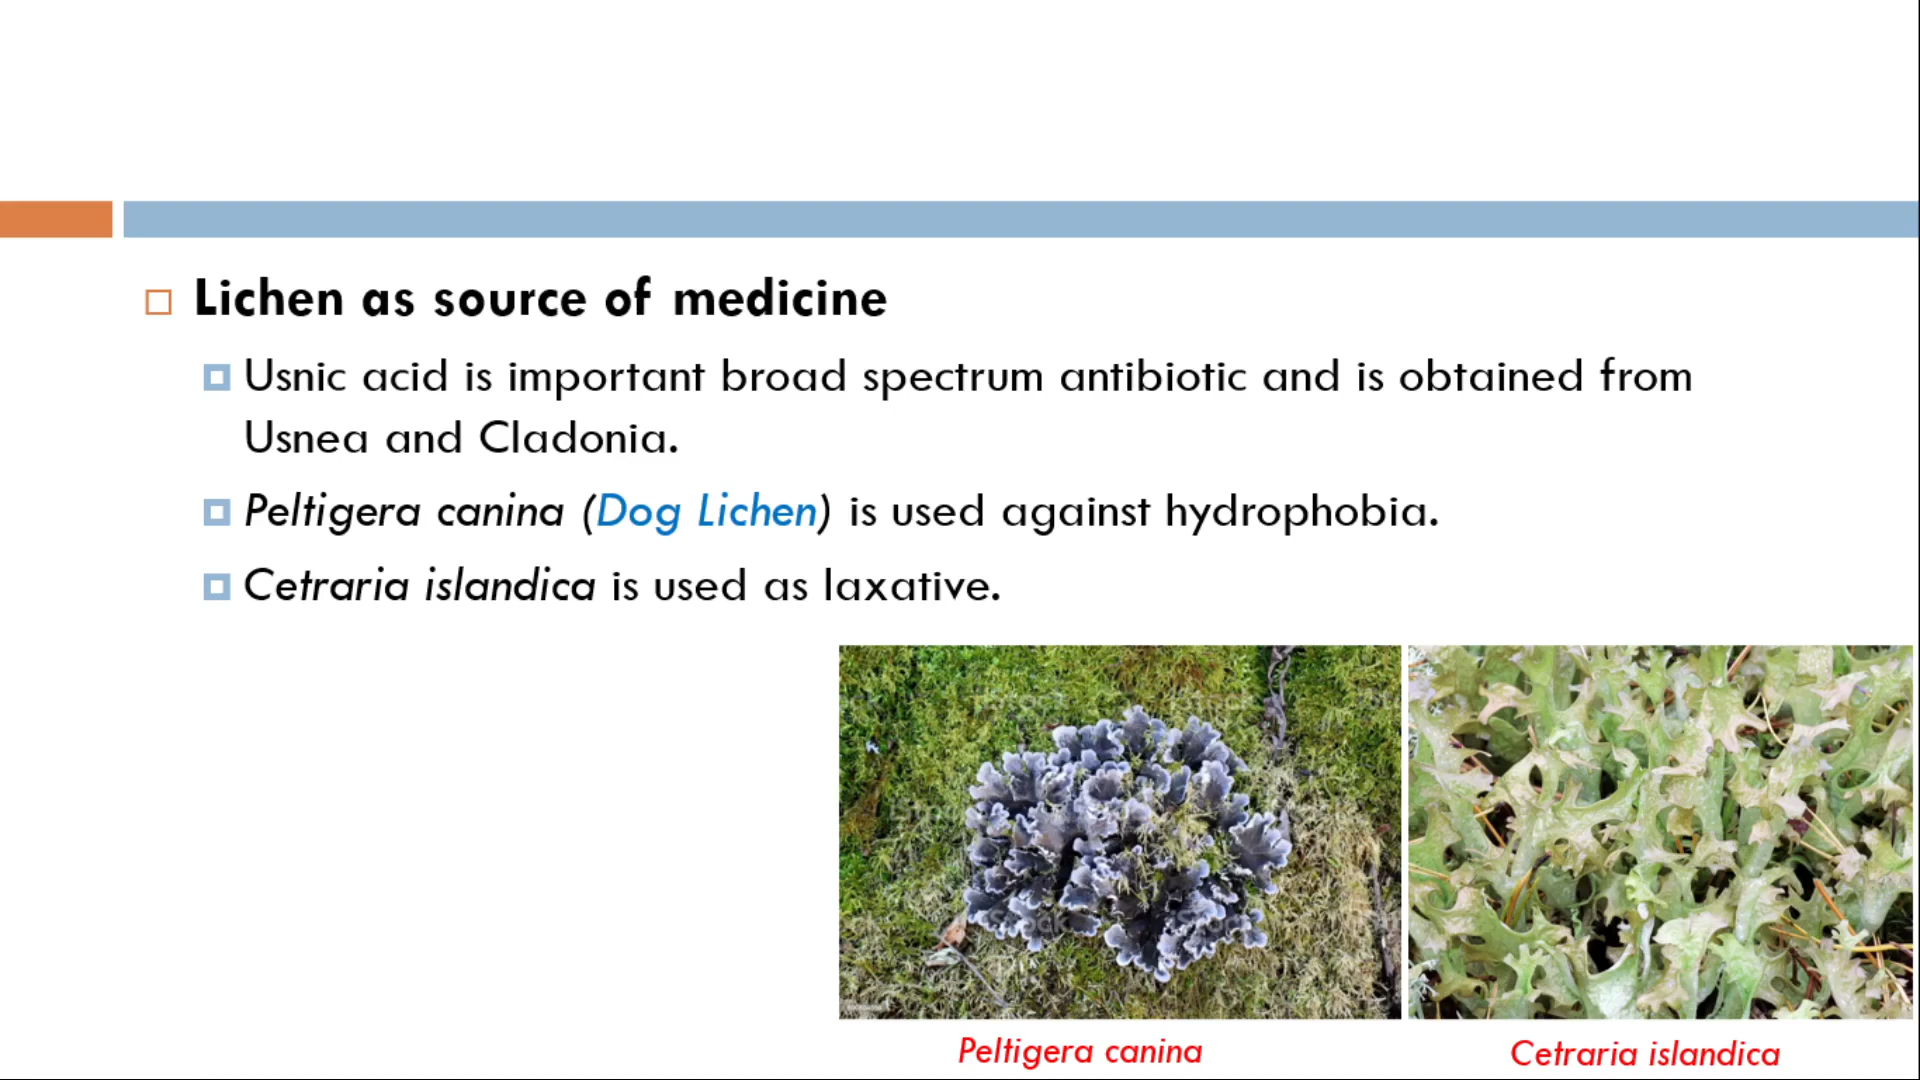 Lichen as source of medicine
Usnic acid is important broad spectrum antibiotic and is obtained from
Usnea and Cladonia.
Peltigera canina (Dog Lichen) is used against hydrophobia.
Cetraria islandica is used as laxative.
Peltigera canina
Cetraria islandica